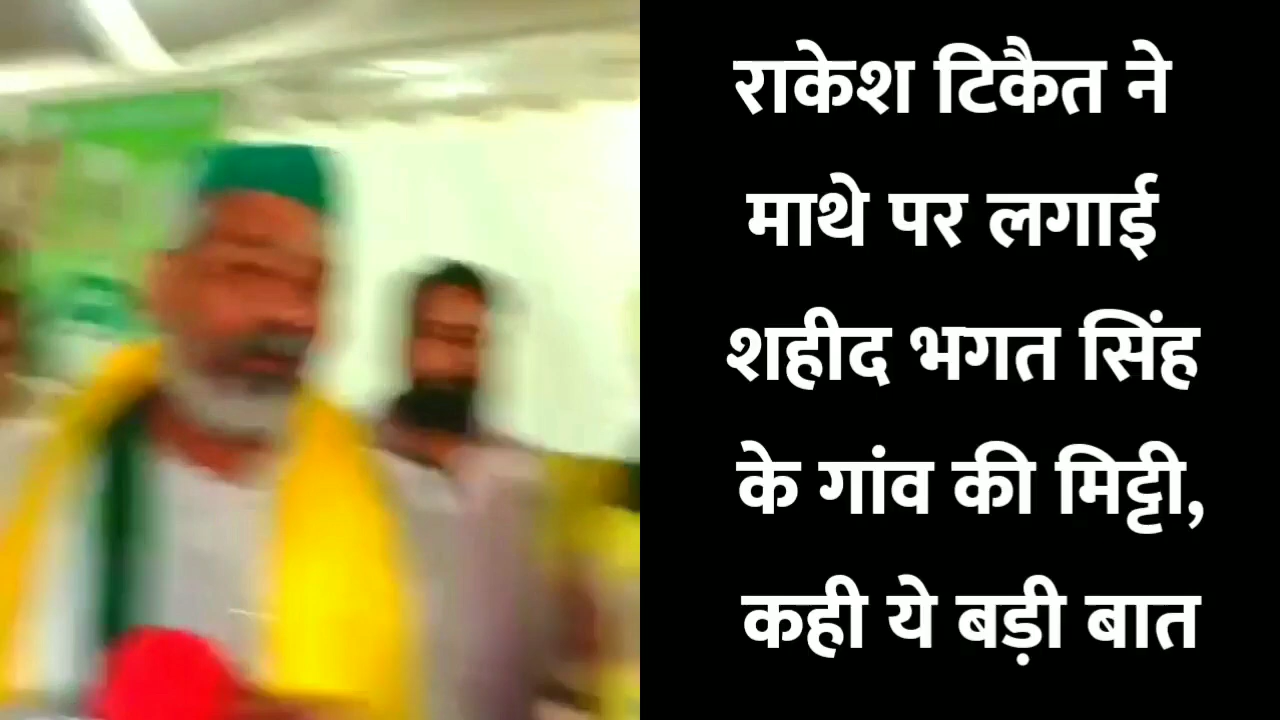 राकेश टिकैत ने
माथे पर लगाई
शहीद भगत सिंह
के गांव की मिट्टी,
कही ये बड़ी बात